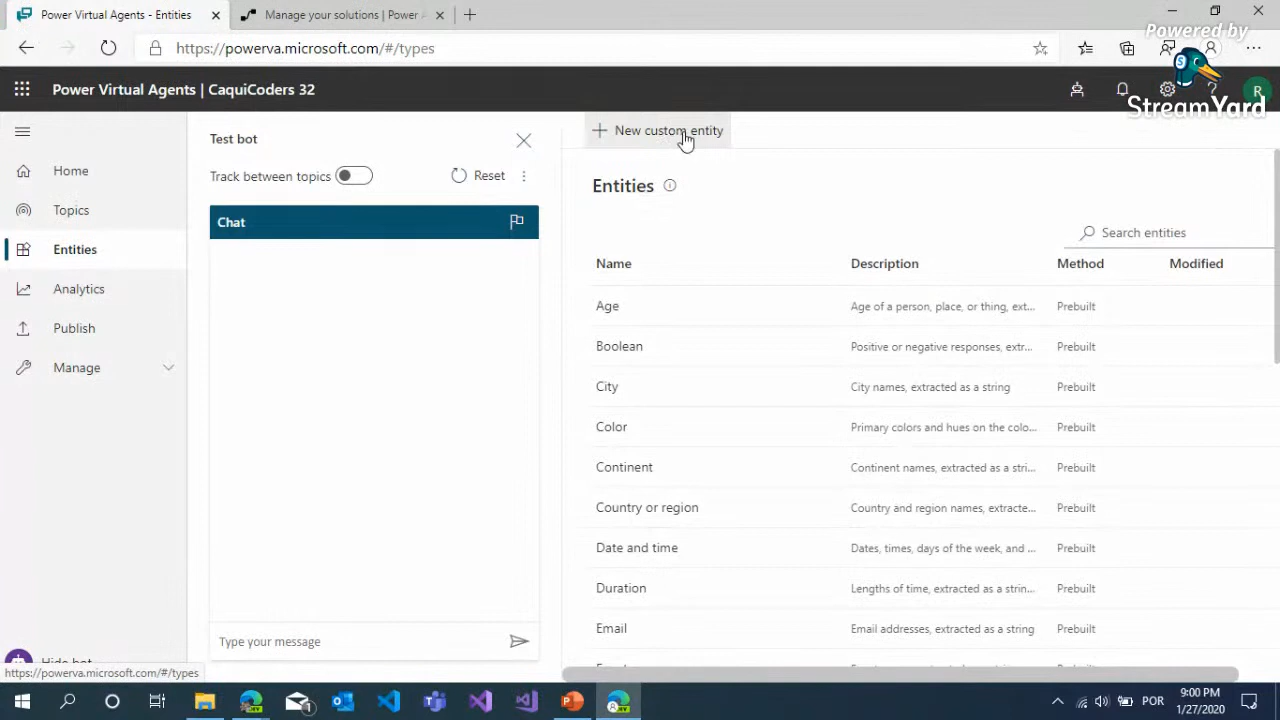 Power Virtual Agents - Entities
Manage your solutions | Power A
https://powerva.microsoft.com/#/types
Powered by
StreamYard
Power Virtual Agents | CaquiCoders 32
R
Home
Topics
Entities
Analytics
Publish
Manage
Test bot
Track between topics
Reset
Chat
Type your message
New custom entity
Entities
Search entities
Name Description Method Modified
Age Age of a person, place, or thing, ext... Prebuilt
Boolean Positive or negative responses, extr... Prebuilt
City City names, extracted as a string Prebuilt
Color Primary colors and hues on the colo... Prebuilt
Continent Continent names, extracted as a stri... Prebuilt
Country or region Country and region names, extracte... Prebuilt
Date and time Dates, times, days of the week, and ... Prebuilt
Duration Lengths of time, extracted as a strin... Prebuilt
Email Email addresses, extracted as a string Prebuilt
Hide bot
https://powerva.microsoft.com/#/types
POR
9:00 PM
1/27/2020